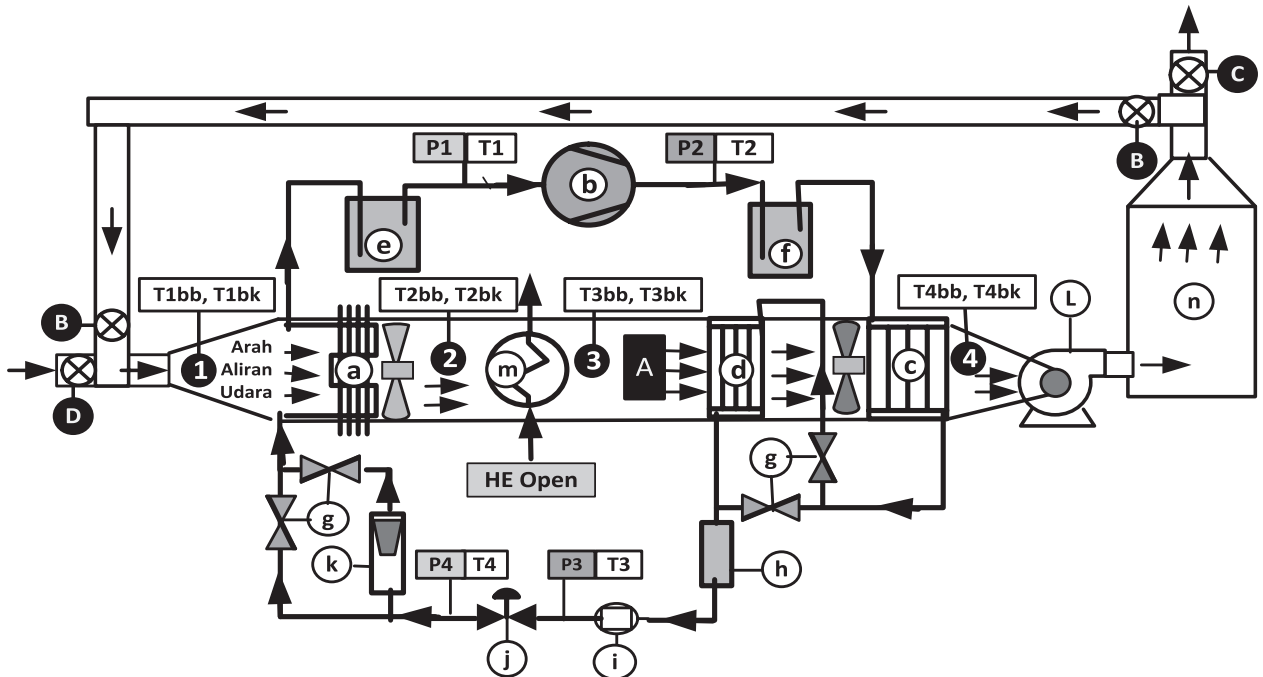 C
B
P1 T1
b
P2 T2
e
f
n
T1bb, T1bk
T2bb, T2bk
T3bb, T3bk
T4bb, T4bk
L
B
1
Arah
Aliran
Udara
a
2
m
3
A
d
c
4
D
HE Open
g
g
k
P4 T4
P3 T3
h
j
i